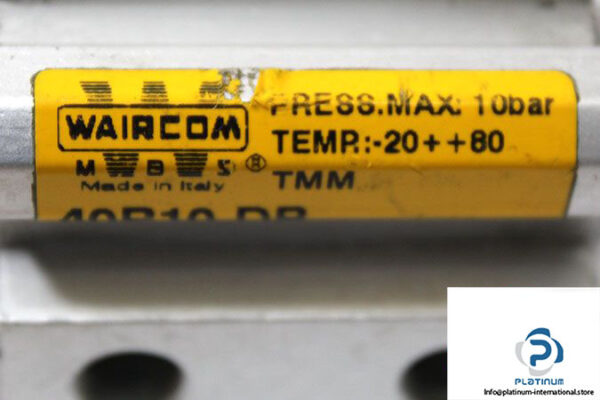 WAIRCOM
M B S ®
Made in Italy
PRESS.MAX: 10bar
TEMP.:-20++80
TMM
PLATINUM
Info@platinum-international.store